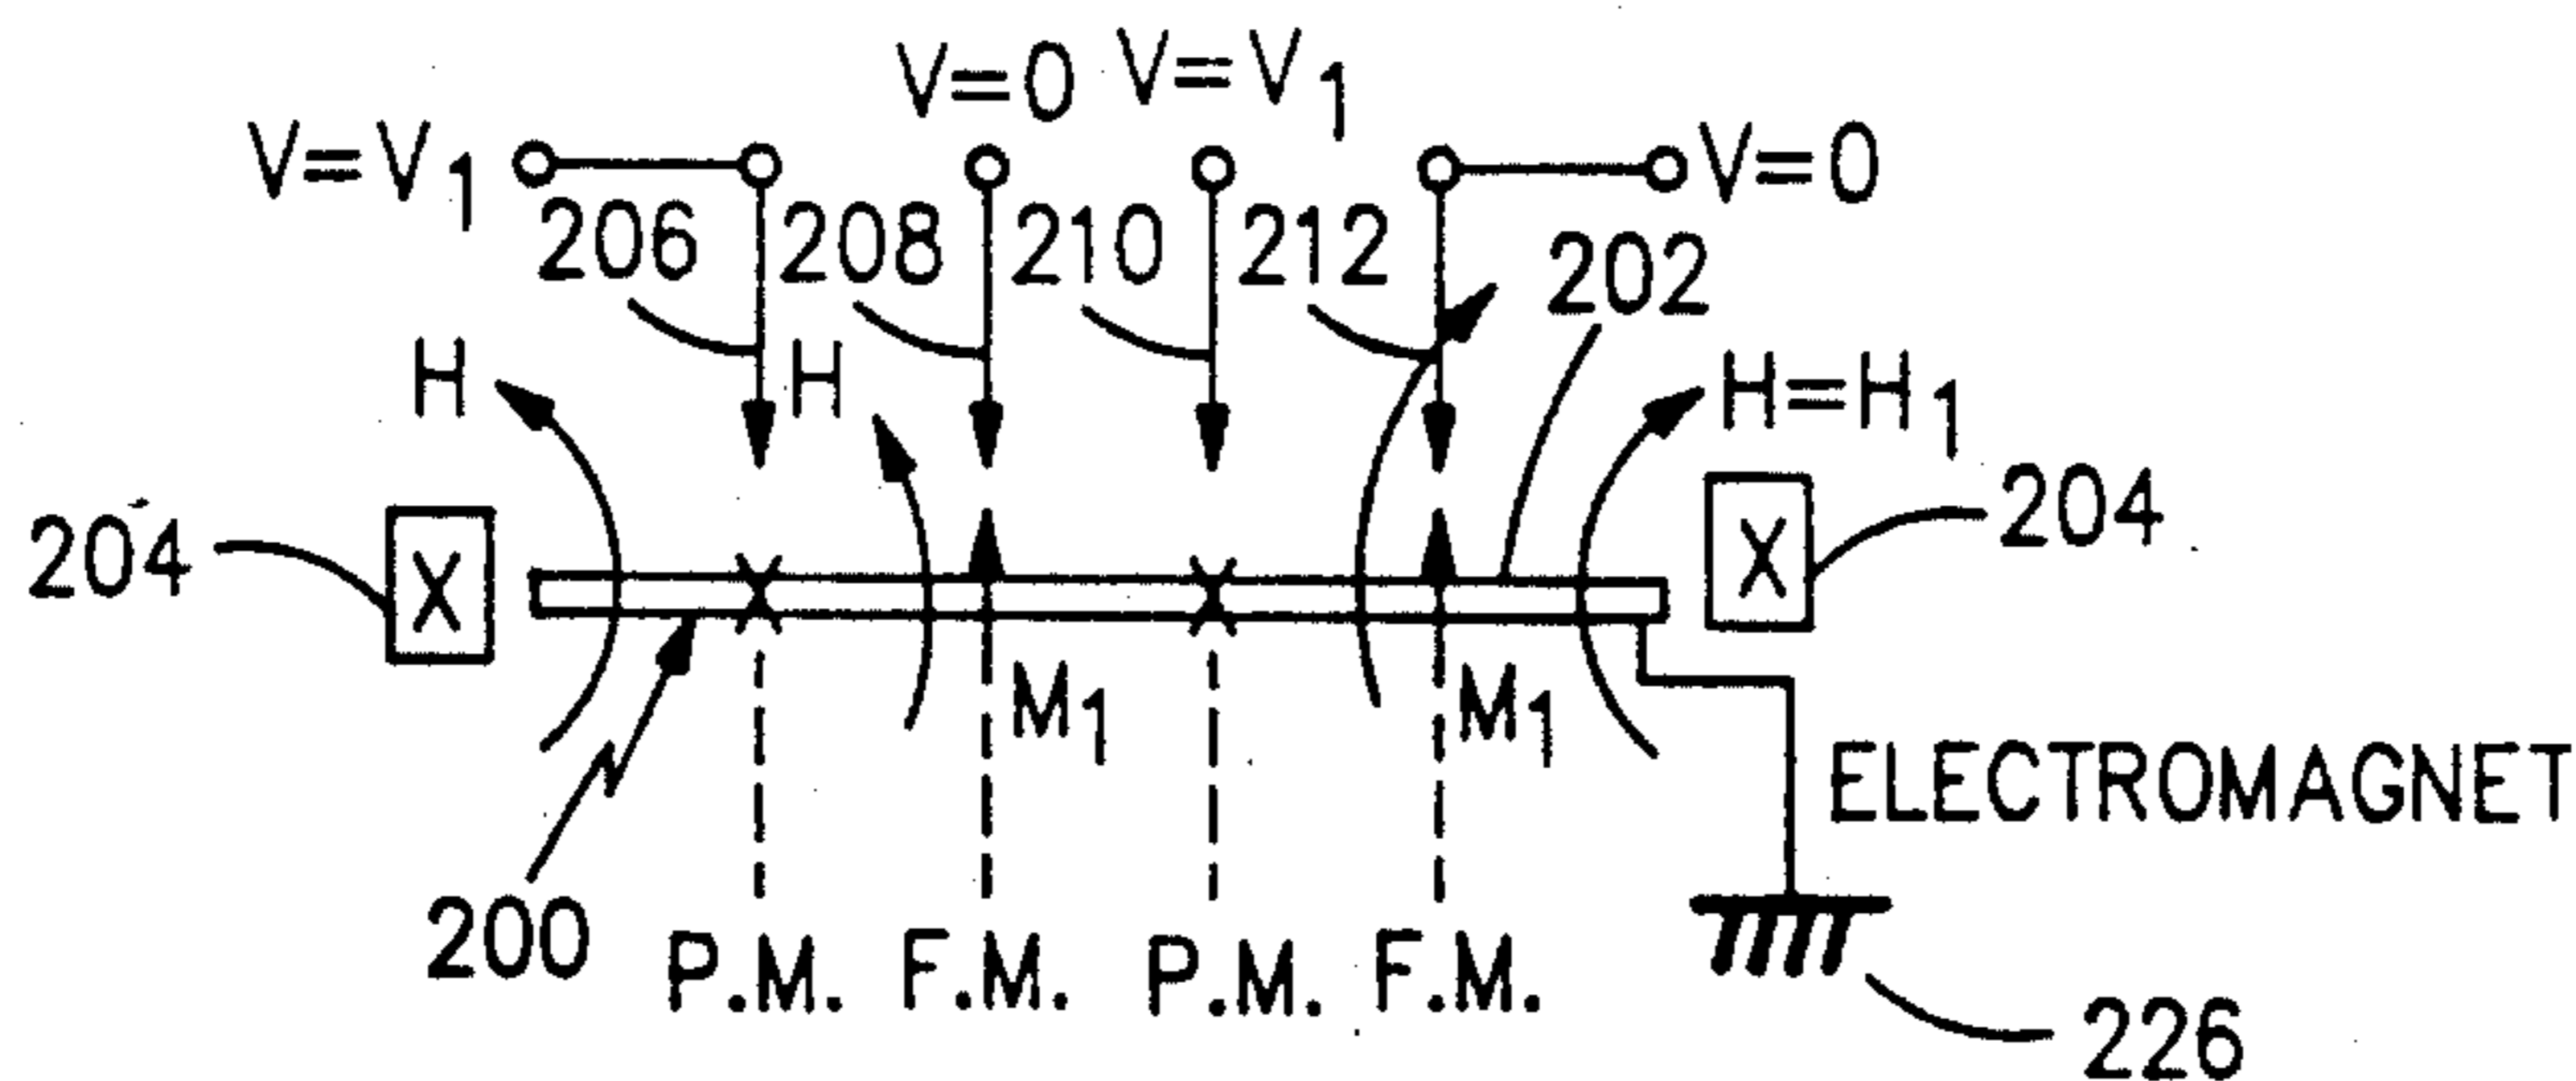 V=0 V=V1
V=V1 V=0
206 208 210 212 202
H H H=H1
204 X X 204
M1 M1
ELECTROMAGNET
200 P.M. F.M. P.M. F.M.
226